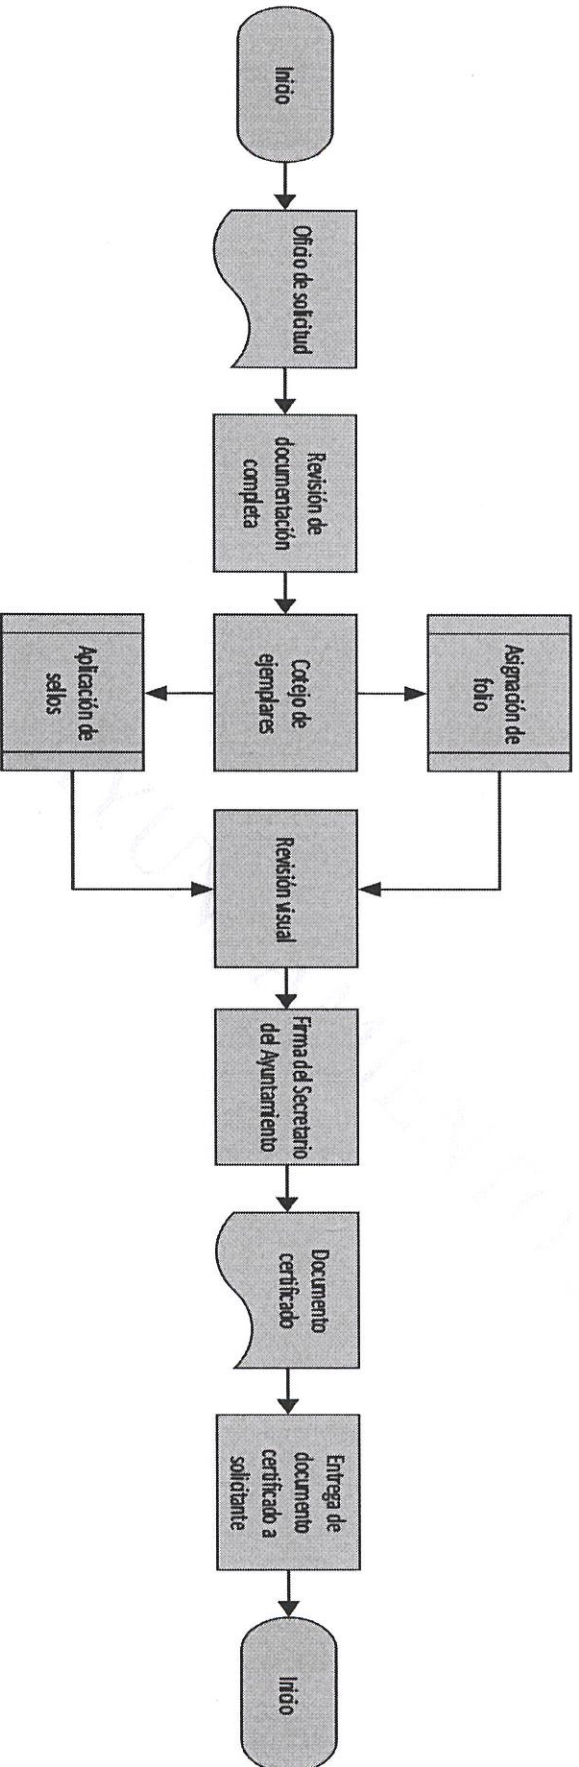 Inicio
Oficio de solicitud
Revisión de
documentación
completa
Asignación de
folio
Cotejo de
ejemplares
Aplicación de
sellos
Revisión visual
Firma del Secretario
del Ayuntamiento
Documento
certificado
Entrega de
documento
certificado a
solicitante
Inicio